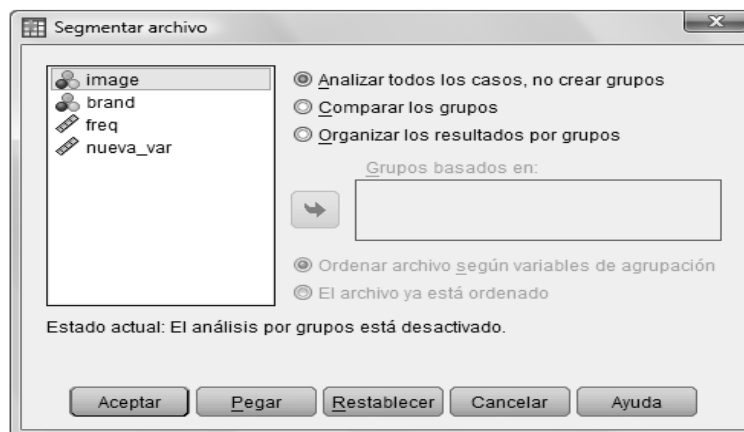 Segmentar archivo
image
brand
freq
nueva_var
Analizar todos los casos, no crear grupos
Comparar los grupos
Organizar los resultados por grupos
Grupos basados en:
Ordenar archivo según variables de agrupación
El archivo ya está ordenado
Estado actual: El análisis por grupos está desactivado.
Aceptar
Pegar
Restablecer
Cancelar
Ayuda